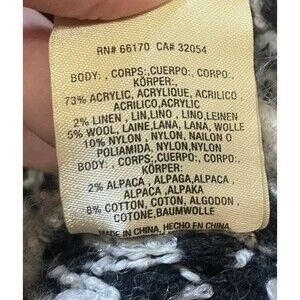 RN# 66170 CA# 32054
BODY: , CORPS:,CUERPO:, CORPO:,
KÖRPER:,
73% ACRYLIC, ACRYLIQUE, ACRILICO
ACRILICO,ACRYLIC
2% LINEN , LIN,LINO , LINO,LEINEN
5% WOOL, LAINE,LANA, LANA, WOLLE
10% NYLON , NYLON, NAILON O
POLIAMIDA, NYLON, NYLON
BODY: , CORPS:,CUERPO:, CORPO:,
KÖRPER:
2% ALPACA , ALPAGA,ALPACA ,
ALPACA , ALPAKA
8% COTTON, COTON, ALGODON ,
COTONE,BAUMWOLLE
MADE IN CHINA, HECHO EN CHINA,
IN CHINA,